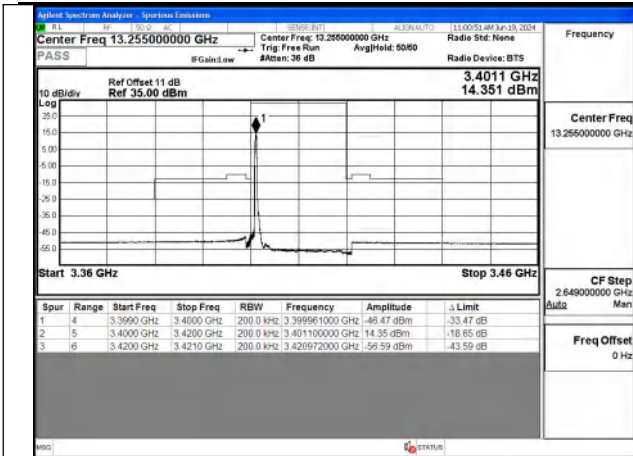 Agilent Spectrum Analyzer - Spurious Emissions
RL RF 50 Ω AC SENSE:INT ALIGN AUTO 11:00:51 AM Jun 19, 2024
Center Freq 13.255000000 GHz Center Freq: 13.255000000 GHz Radio Std: None Frequency
PASS Trig: Free Run Avg|Hold: 50/50
IFGain:Low #Atten: 36 dB Radio Device: BTS
Ref Offset 11 dB 3.4011 GHz
10 dB/div Ref 35.00 dBm 14.351 dBm
Log
25.0
15.0
5.00
-5.00
-15.0
-25.0
-35.0
-45.0
-55.0
1
Start 3.36 GHz Stop 3.46 GHz
Center Freq
13.255000000 GHz
CF Step
2.649000000 GHz
Auto Man
Freq Offset
0 Hz
Spur Range Start Freq Stop Freq RBW Frequency Amplitude Δ Limit
1 4 3.3990 GHz 3.4000 GHz 200.0 kHz 3.399961000 GHz -46.47 dBm -33.47 dB
2 5 3.4000 GHz 3.4200 GHz 200.0 kHz 3.401100000 GHz 14.35 dBm -18.65 dB
3 6 3.4200 GHz 3.4210 GHz 200.0 kHz 3.420972000 GHz -56.59 dBm -43.59 dB
MSG STATUS